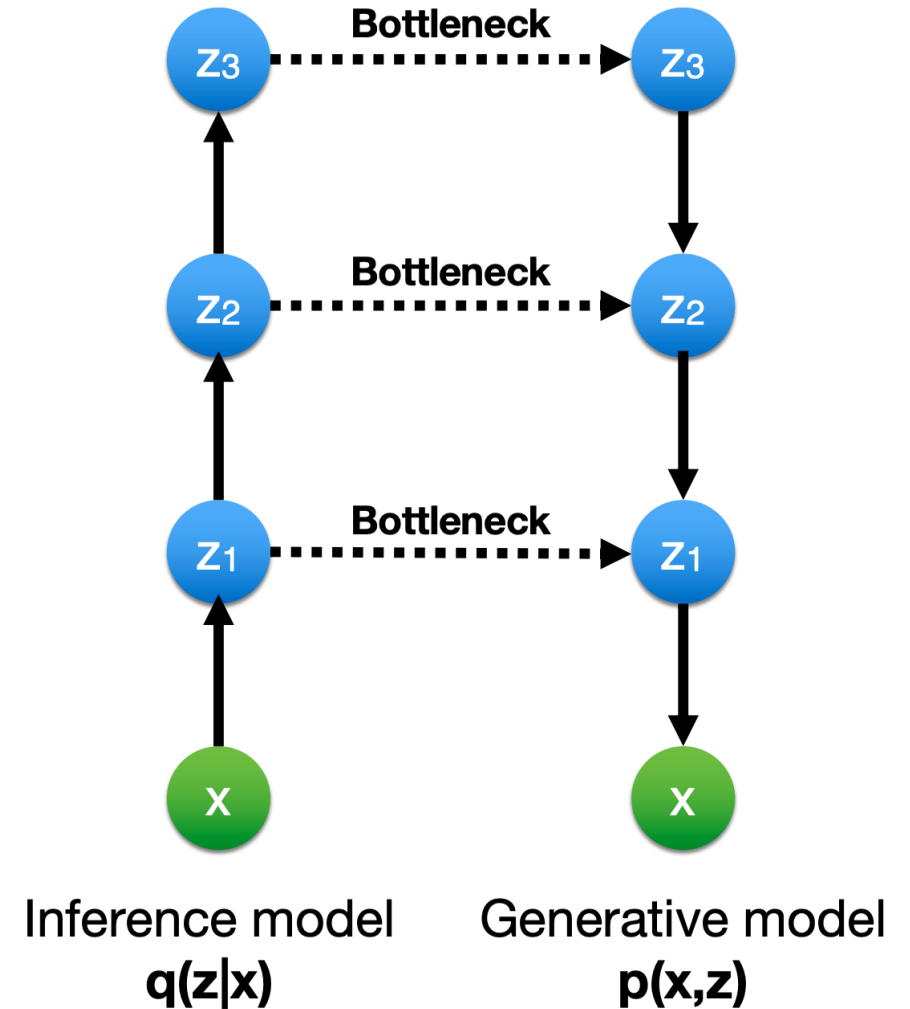 Bottleneck
z3 z3
Bottleneck
z2 z2
Bottleneck
z1 z1
x x
Inference model Generative model
q(z|x) p(x,z)